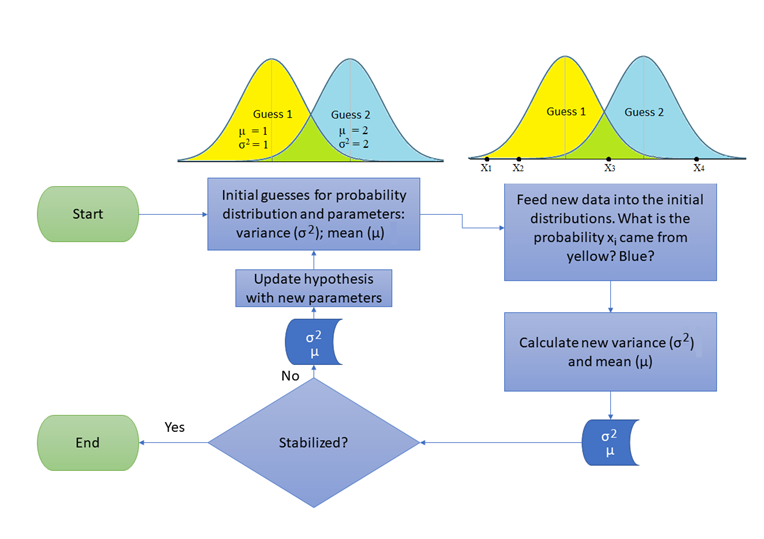 Guess 1
μ = 1
σ² = 1
Guess 2
μ = 2
σ² = 2
Guess 1
Guess 2
X₁
X₂
X₃
X₄
Start
Initial guesses for probability
distribution and parameters:
variance (σ²); mean (μ)
Feed new data into the initial
distributions. What is the
probability xᵢ came from
yellow? Blue?
Update hypothesis
with new parameters
σ²
μ
Calculate new variance (σ²)
and mean (μ)
No
Yes
End
Stabilized?
σ²
μ